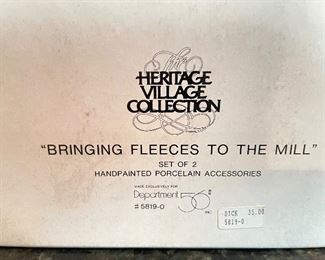 The
HERITAGE
VILLAGE
COLLECTION
"BRINGING FLEECES TO THE MILL"
SET OF 2
HANDPAINTED PORCELAIN ACCESSORIES
MADE EXCLUSIVELY FOR
Department 56
INC
# 5819-0
DICK 35.00
5819-0